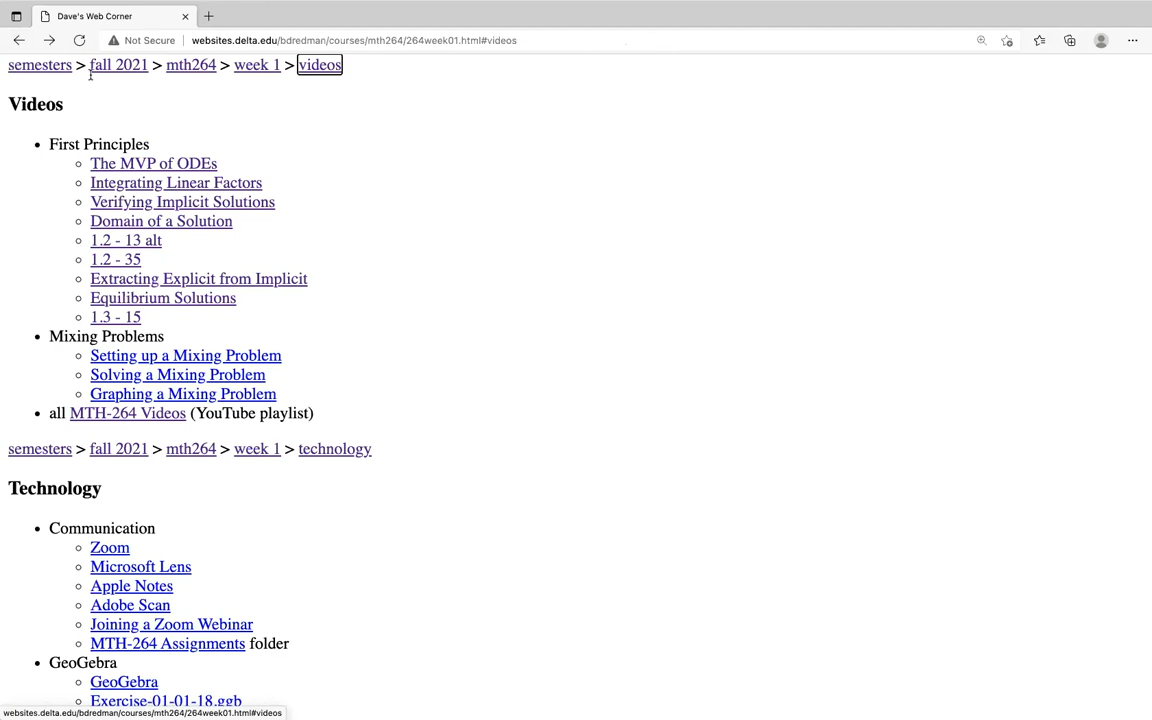 Dave's Web Corner
Not Secure websites.delta.edu/bdredman/courses/mth264/264week01.html#videos
semesters > fall 2021 > mth264 > week 1 > videos
Videos
First Principles
The MVP of ODEs
Integrating Linear Factors
Verifying Implicit Solutions
Domain of a Solution
1.2 - 13 alt
1.2 - 35
Extracting Explicit from Implicit
Equilibrium Solutions
1.3 - 15
Mixing Problems
Setting up a Mixing Problem
Solving a Mixing Problem
Graphing a Mixing Problem
all MTH-264 Videos (YouTube playlist)
semesters > fall 2021 > mth264 > week 1 > technology
Technology
Communication
Zoom
Microsoft Lens
Apple Notes
Adobe Scan
Joining a Zoom Webinar
MTH-264 Assignments folder
GeoGebra
GeoGebra
Exercise-01-01-18.ggb
websites.delta.edu/bdredman/courses/mth264/264week01.html#videos